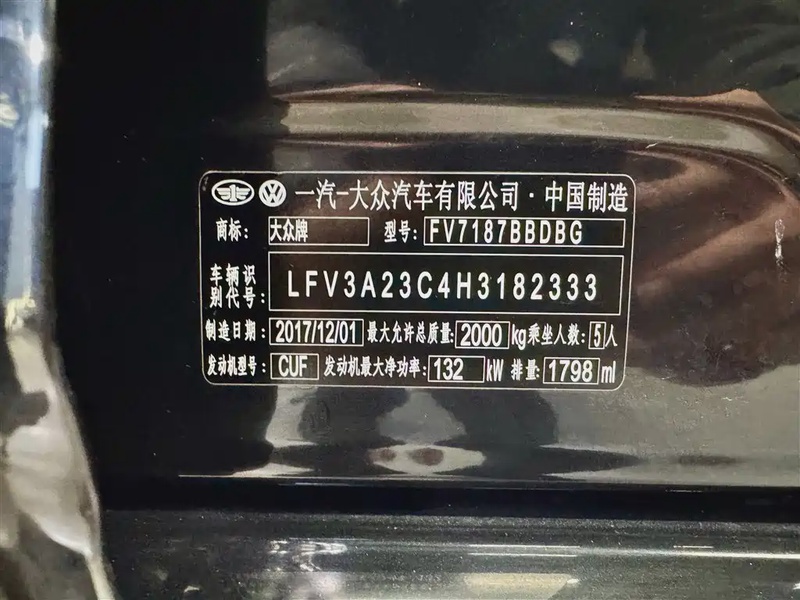 一汽-大众汽车有限公司·中国制造
商标: 大众牌 型号: FV7187BBDBG
车辆识别代号: LFV3A23C4H3182333
制造日期: 2017/12/01 最大允许总质量: 2000 kg 乘坐人数: 5 人
发动机型号: CUF 发动机最大净功率: 132 kW 排量: 1798 ml